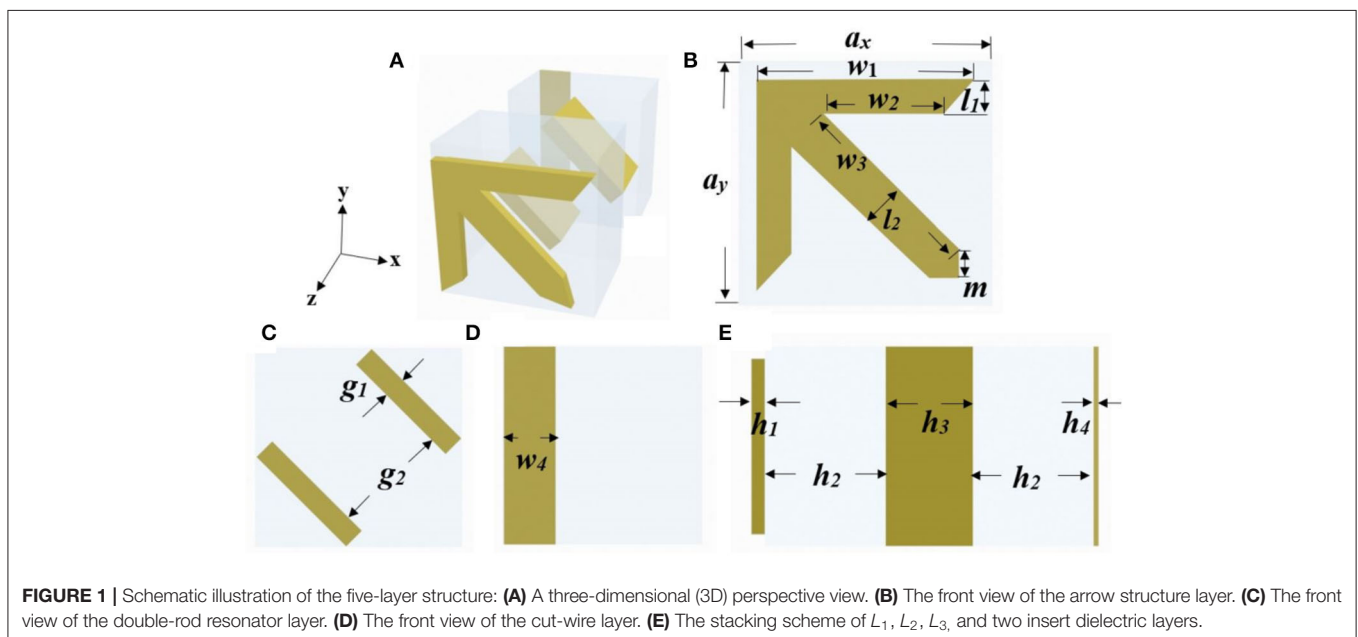 A
y
x
z
B
a_x
w_1
w_2
l_1
w_3
a_y
l_2
m
C
g_1
g_2
D
w_4
E
h_1
h_3
h_4
h_2
h_2
FIGURE 1 | Schematic illustration of the five-layer structure: (A) A three-dimensional (3D) perspective view. (B) The front view of the arrow structure layer. (C) The front
view of the double-rod resonator layer. (D) The front view of the cut-wire layer. (E) The stacking scheme of L_1, L_2, L_3, and two insert dielectric layers.